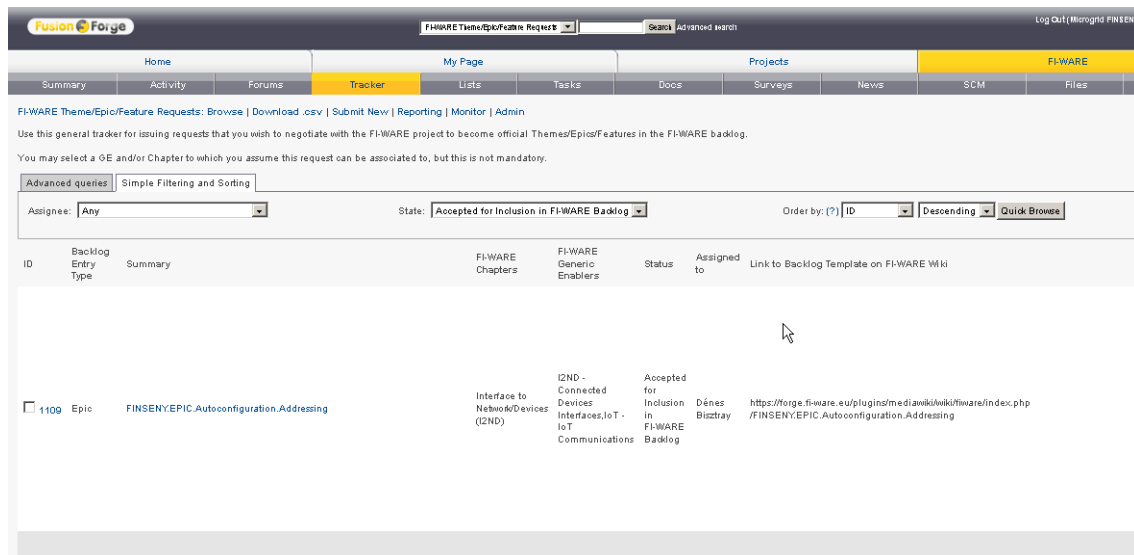 Fusion Forge
FI-WARE Theme/Epic/Feature Requests
Search
Advanced search
Log Out ( Microgrid FINSEN
Home My Page Projects FI-WARE
Summary Activity Forums Tracker Lists Tasks Docs Surveys News SCM Files
FI-WARE Theme/Epic/Feature Requests: Browse | Download .csv | Submit New | Reporting | Monitor | Admin
Use this general tracker for issuing requests that you wish to negotiate with the FI-WARE project to become official Themes/Epics/Features in the FI-WARE backlog.
You may select a GE and/or Chapter to which you assume this request can be associated to, but this is not mandatory.
Advanced queries Simple Filtering and Sorting
Assignee: Any State: Accepted for Inclusion in FI-WARE Backlog Order by: (?) ID Descending Quick Browse
ID
Backlog
Entry
Type
Summary
FI-WARE
Chapters
FI-WARE
Generic
Enablers
Status
Assigned
to
Link to Backlog Template on FI-WARE Wiki
1109
Epic
FINSENY.EPIC.Autoconfiguration.Addressing
Interface to
Network/Devices
(I2ND)
I2ND -
Connected
Devices
Interfaces,IoT -
IoT
Communications
Accepted
for
Inclusion
in
FI-WARE
Backlog
Dénes
Bisztray
https://forge.fi-ware.eu/plugins/mediawiki/wiki/fiware/index.php
/FINSENY.EPIC.Autoconfiguration.Addressing